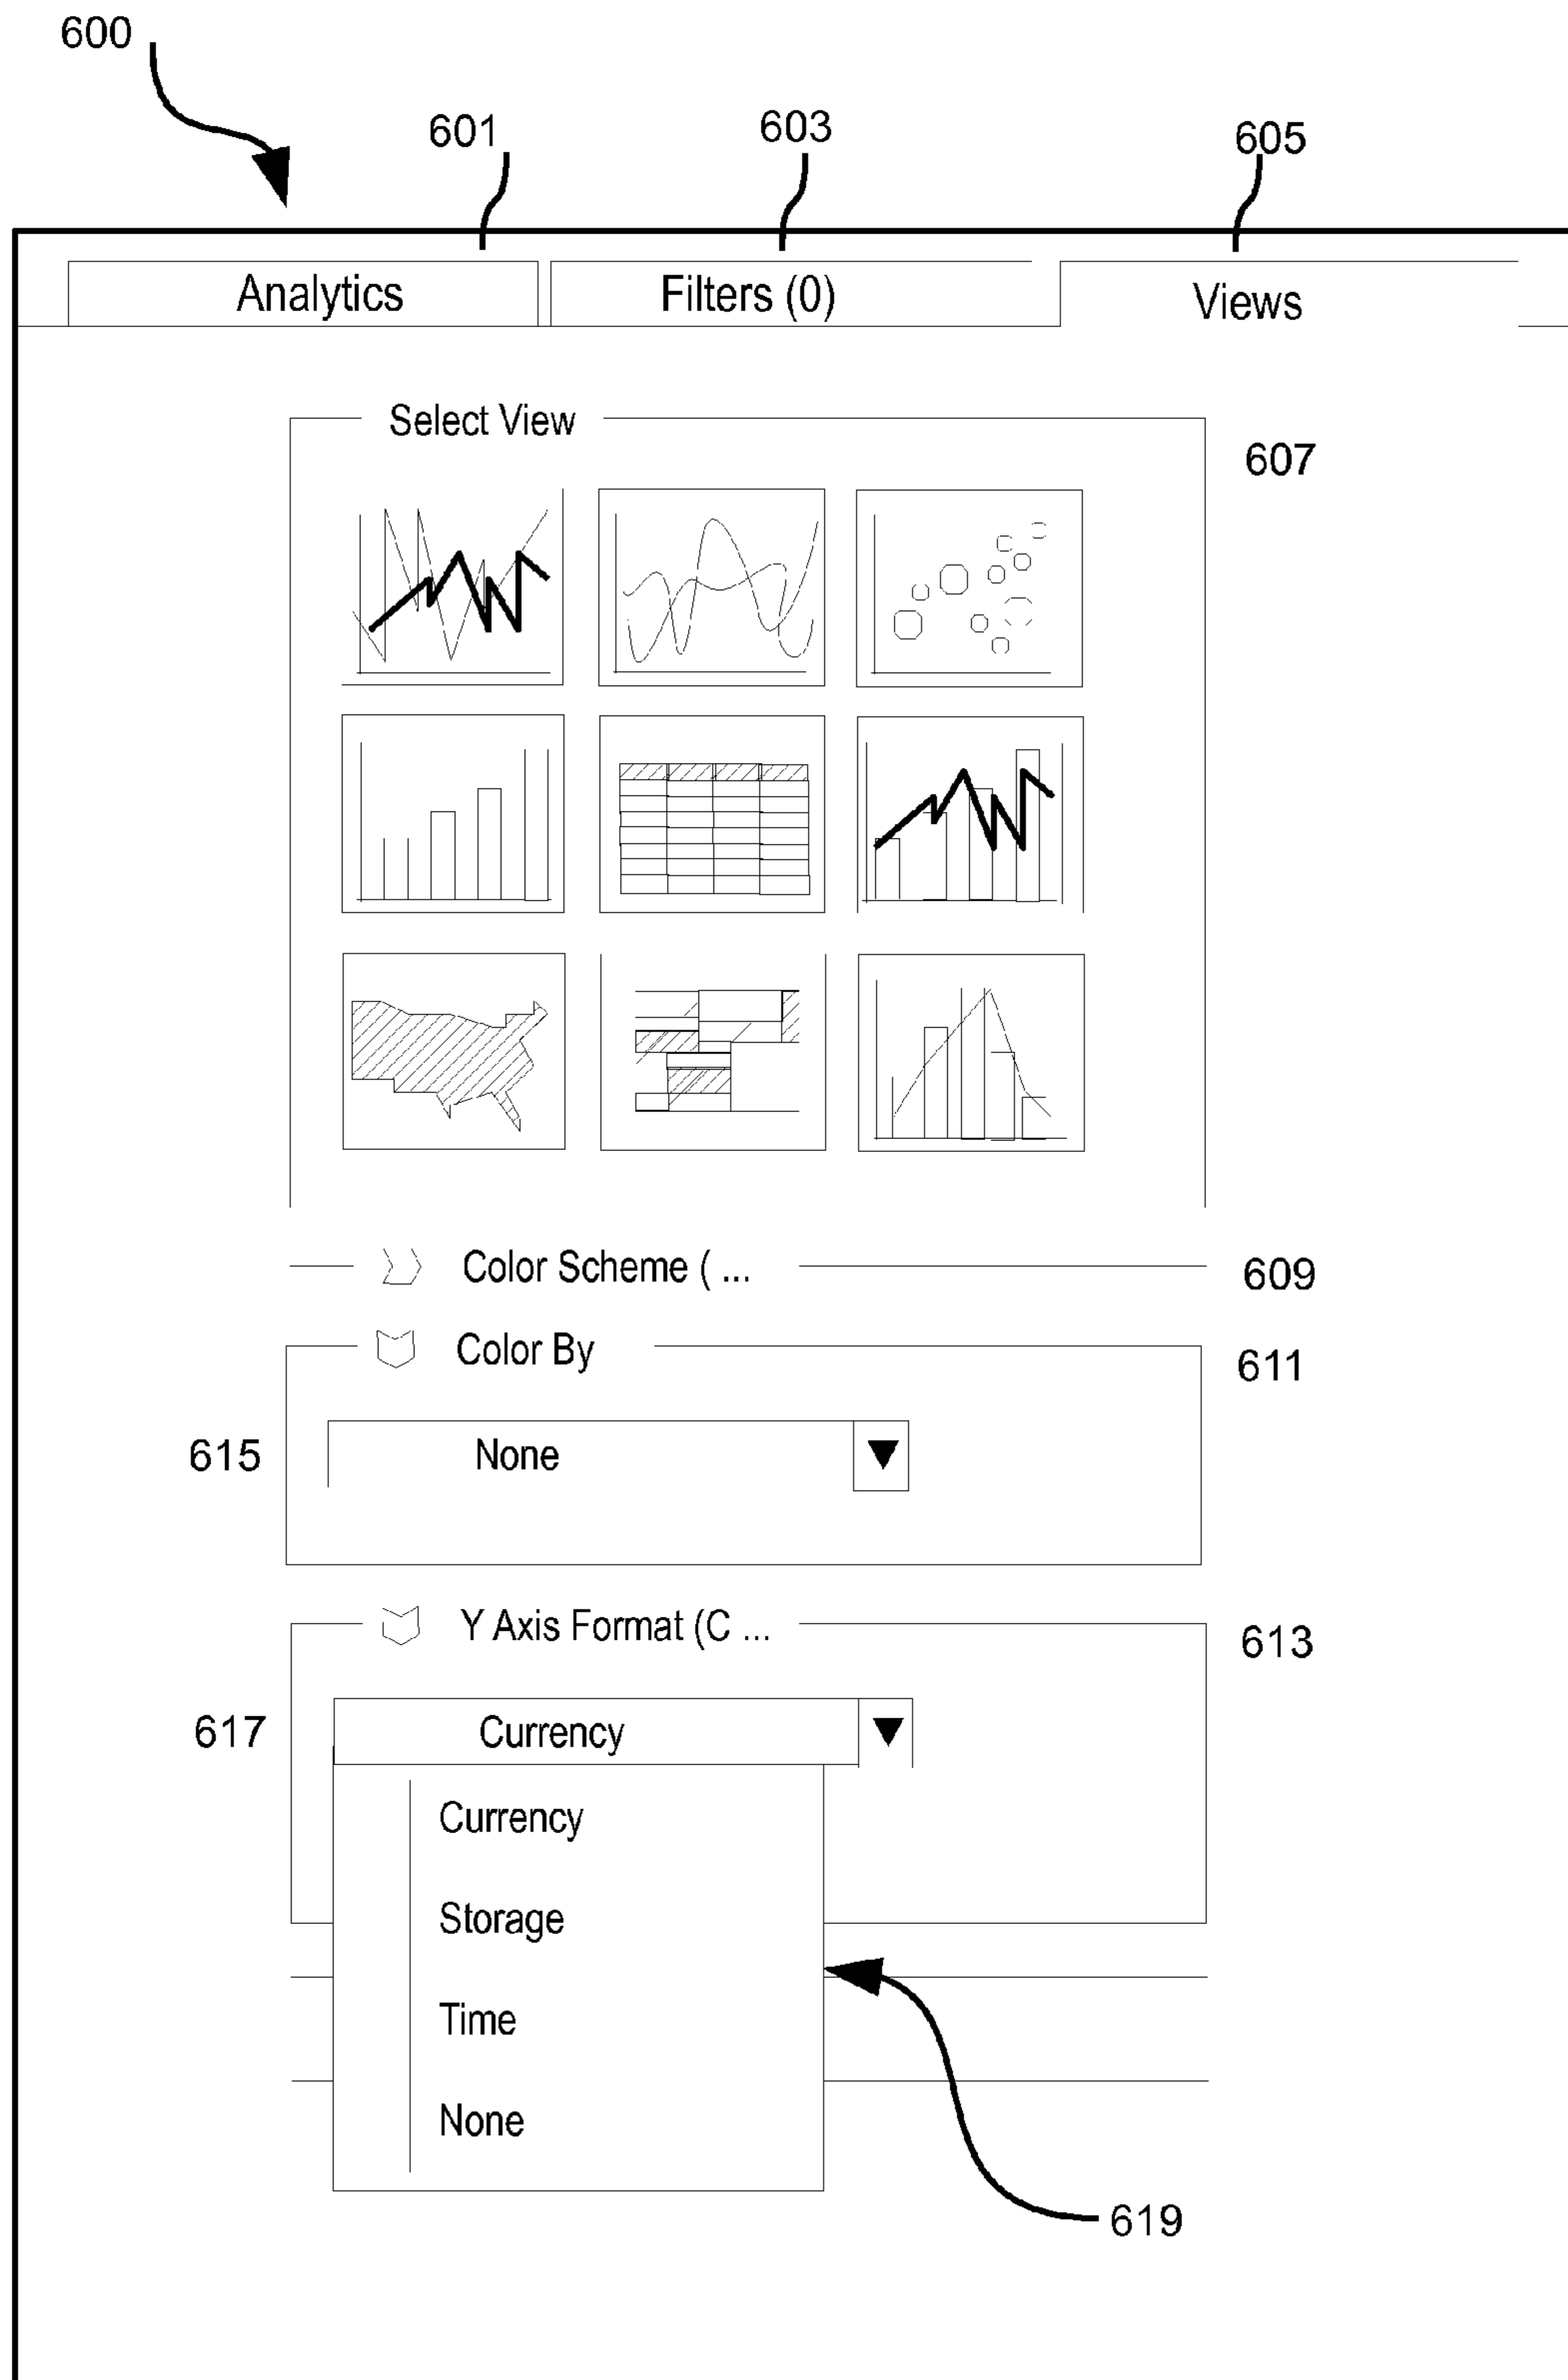 600
601
603
605
Analytics
Filters (0)
Views
Select View
607
Color Scheme ( ...
609
Color By
611
615
None
Y Axis Format (C ...
613
617
Currency
Currency
Storage
Time
None
619